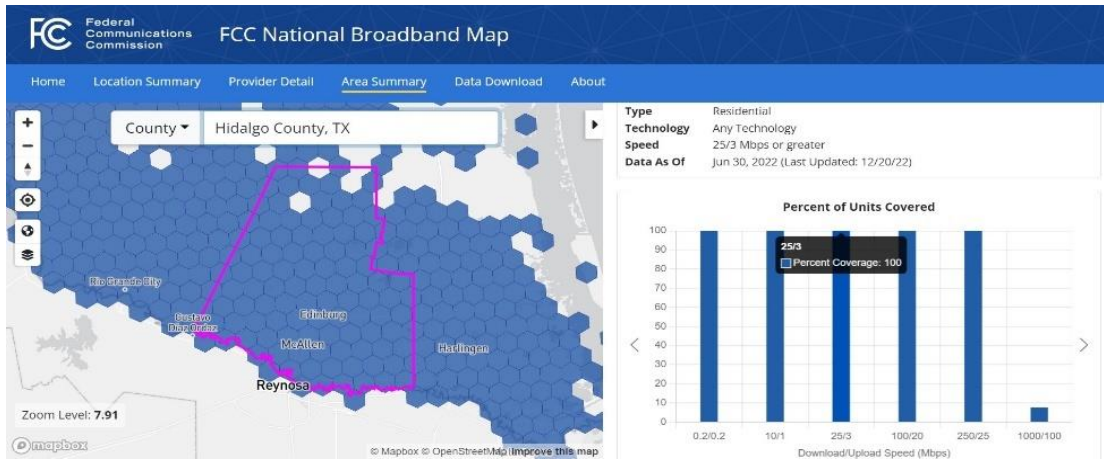 FCC
Federal
Communications
Commission
FCC National Broadband Map
Home Location Summary Provider Detail Area Summary Data Download About
County Hidalgo County, TX
Rio Grande City
Gustavo
Díaz Ordaz
Edinburg
McAllen
Harlingen
Reynosa
Zoom Level: 7.91
mapbox
© Mapbox © OpenStreetMap Improve this map
Type Residential
Technology Any Technology
Speed 25/3 Mbps or greater
Data As Of Jun 30, 2022 (Last Updated: 12/20/22)
Percent of Units Covered
100
90
80
70
60
50
40
30
20
10
0
25/3
Percent Coverage: 100
0.2/0.2 10/1 25/3 100/20 250/25 1000/100
Download/Upload Speed (Mbps)